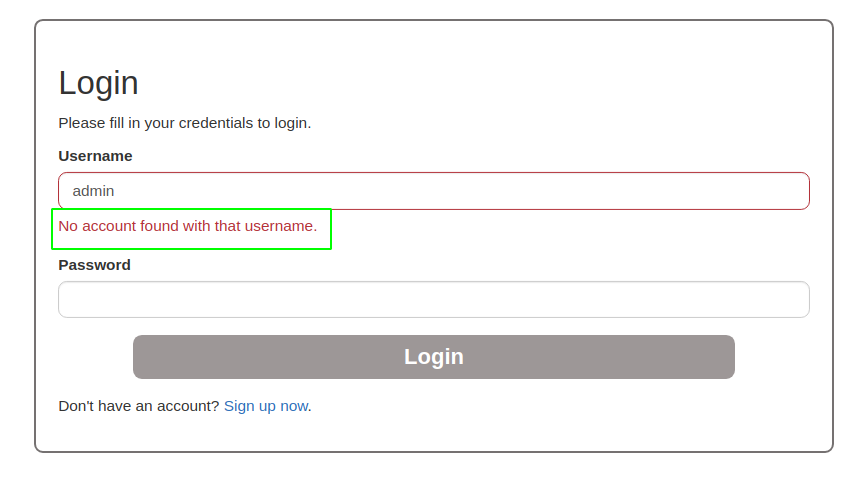 Login
Please fill in your credentials to login.
Username
admin
No account found with that username.
Password
Login
Don't have an account? Sign up now.